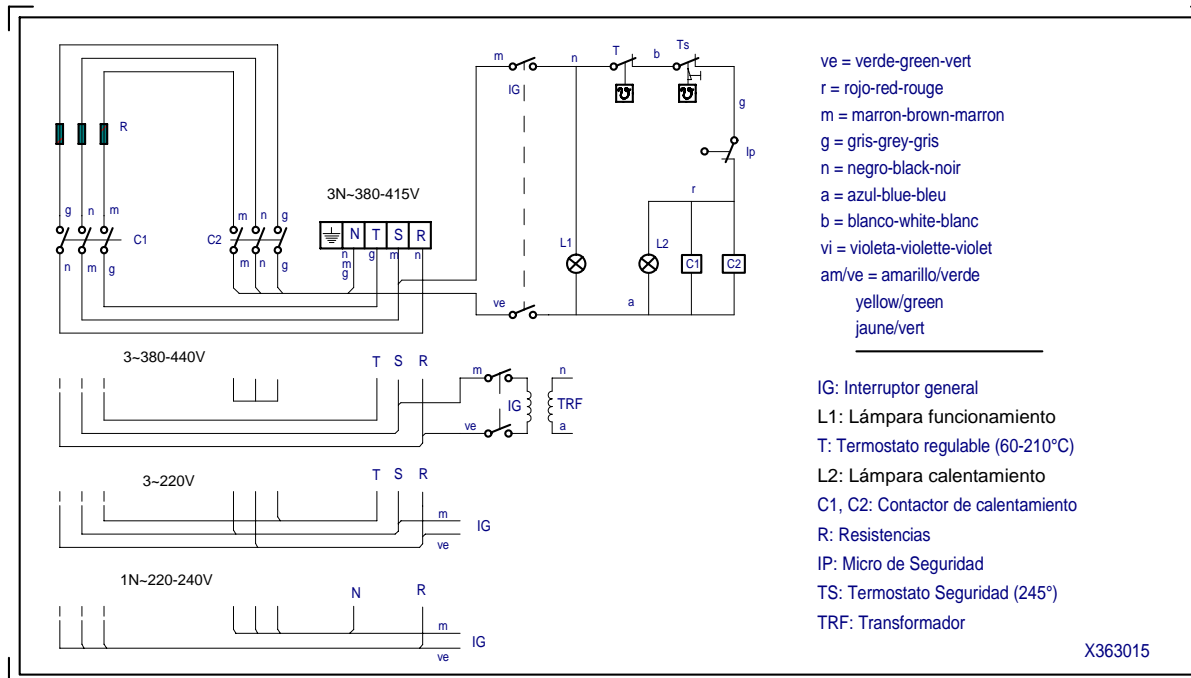 m
IG
n
T
b
Ts
g
Ip
r
L1
L2
C1
C2
ve
a
R
g n m
C1
n m g
C2
m n g
m n g
3N~380-415V
N T S R
n
m
g
g
m
n
3~380-440V
T S R
m
ve
IG
n
TRF
a
3~220V
T S R
m
IG
ve
1N~220-240V
N R
m
IG
ve
ve = verde-green-vert
r = rojo-red-rouge
m = marron-brown-marron
g = gris-grey-gris
n = negro-black-noir
a = azul-blue-bleu
b = blanco-white-blanc
vi = violeta-violette-violet
am/ve = amarillo/verde
yellow/green
jaune/vert
IG: Interruptor general
L1: Lámpara funcionamiento
T: Termostato regulable (60-210°C)
L2: Lámpara calentamiento
C1, C2: Contactor de calentamiento
R: Resistencias
IP: Micro de Seguridad
TS: Termostato Seguridad (245°)
TRF: Transformador
X363015